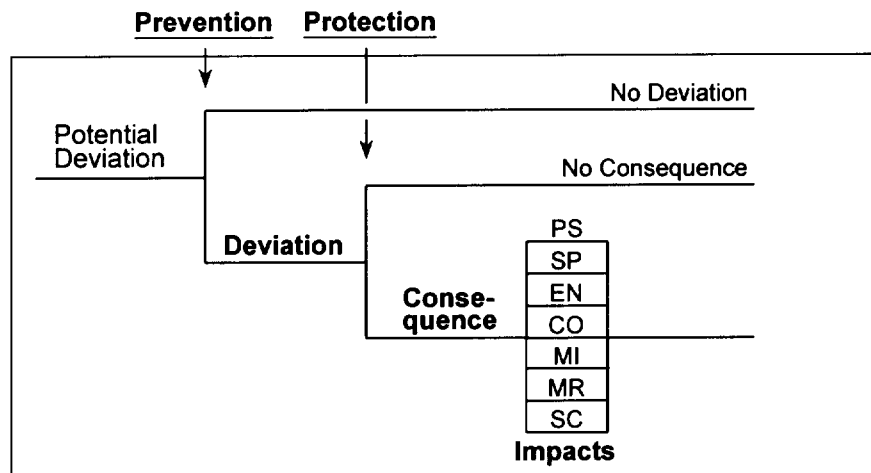 Prevention Protection
No Deviation
Potential
Deviation
No Consequence
PS
Deviation
SP
EN
Conse-
quence
CO
MI
MR
SC
Impacts